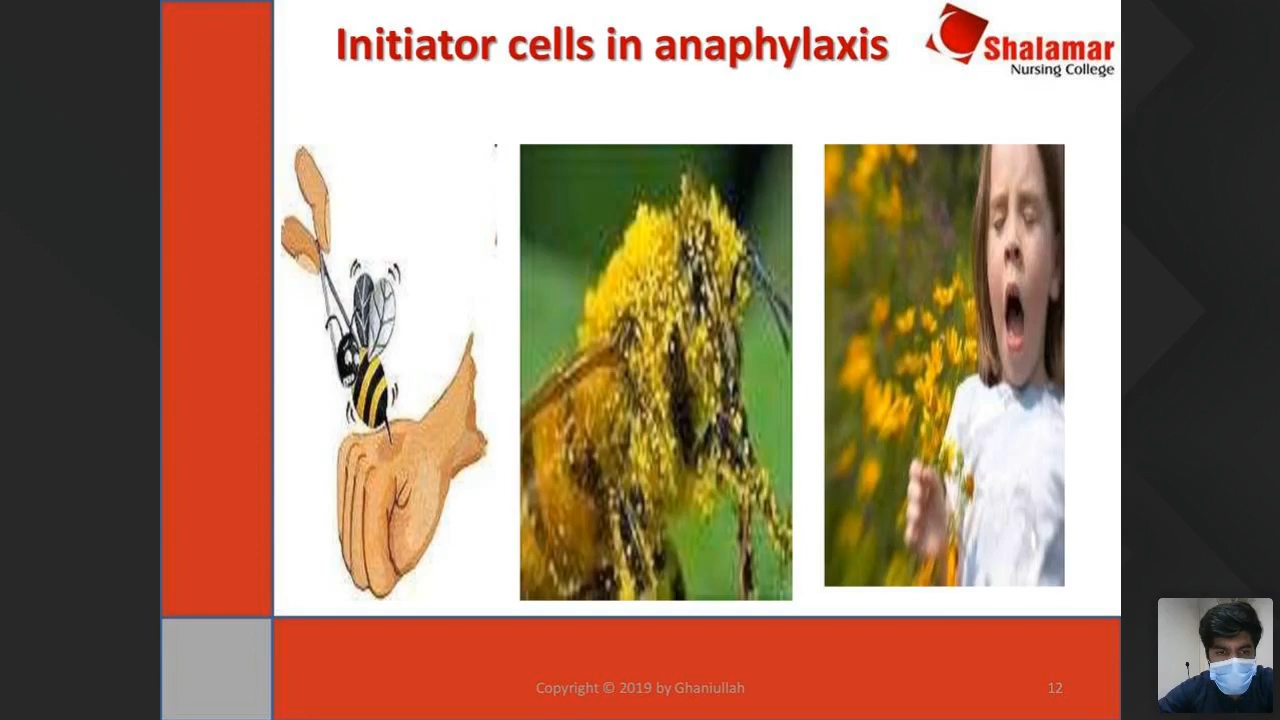 Initiator cells in anaphylaxis
Shalamar
Nursing College
Copyright © 2019 by Ghaniullah
12